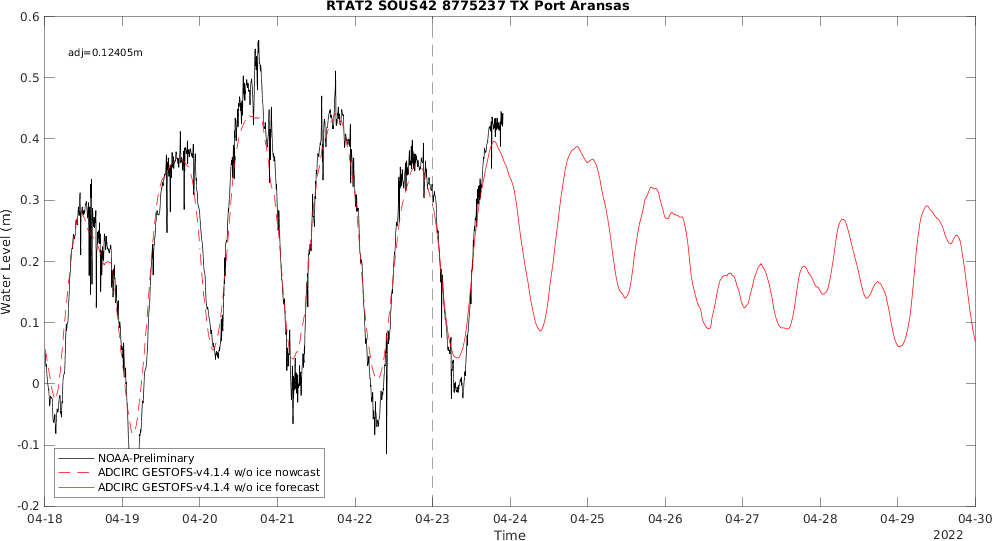 RTAT2 SOUS42 8775237 TX Port Aransas
adj=0.12405m
0.6
0.5
0.4
0.3
0.2
0.1
0
-0.1
-0.2
Water Level (m)
NOAA-Preliminary
ADCIRC GESTOFS-v4.1.4 w/o ice nowcast
ADCIRC GESTOFS-v4.1.4 w/o ice forecast
04-18 04-19 04-20 04-21 04-22 04-23 04-24 04-25 04-26 04-27 04-28 04-29 04-30
Time
2022